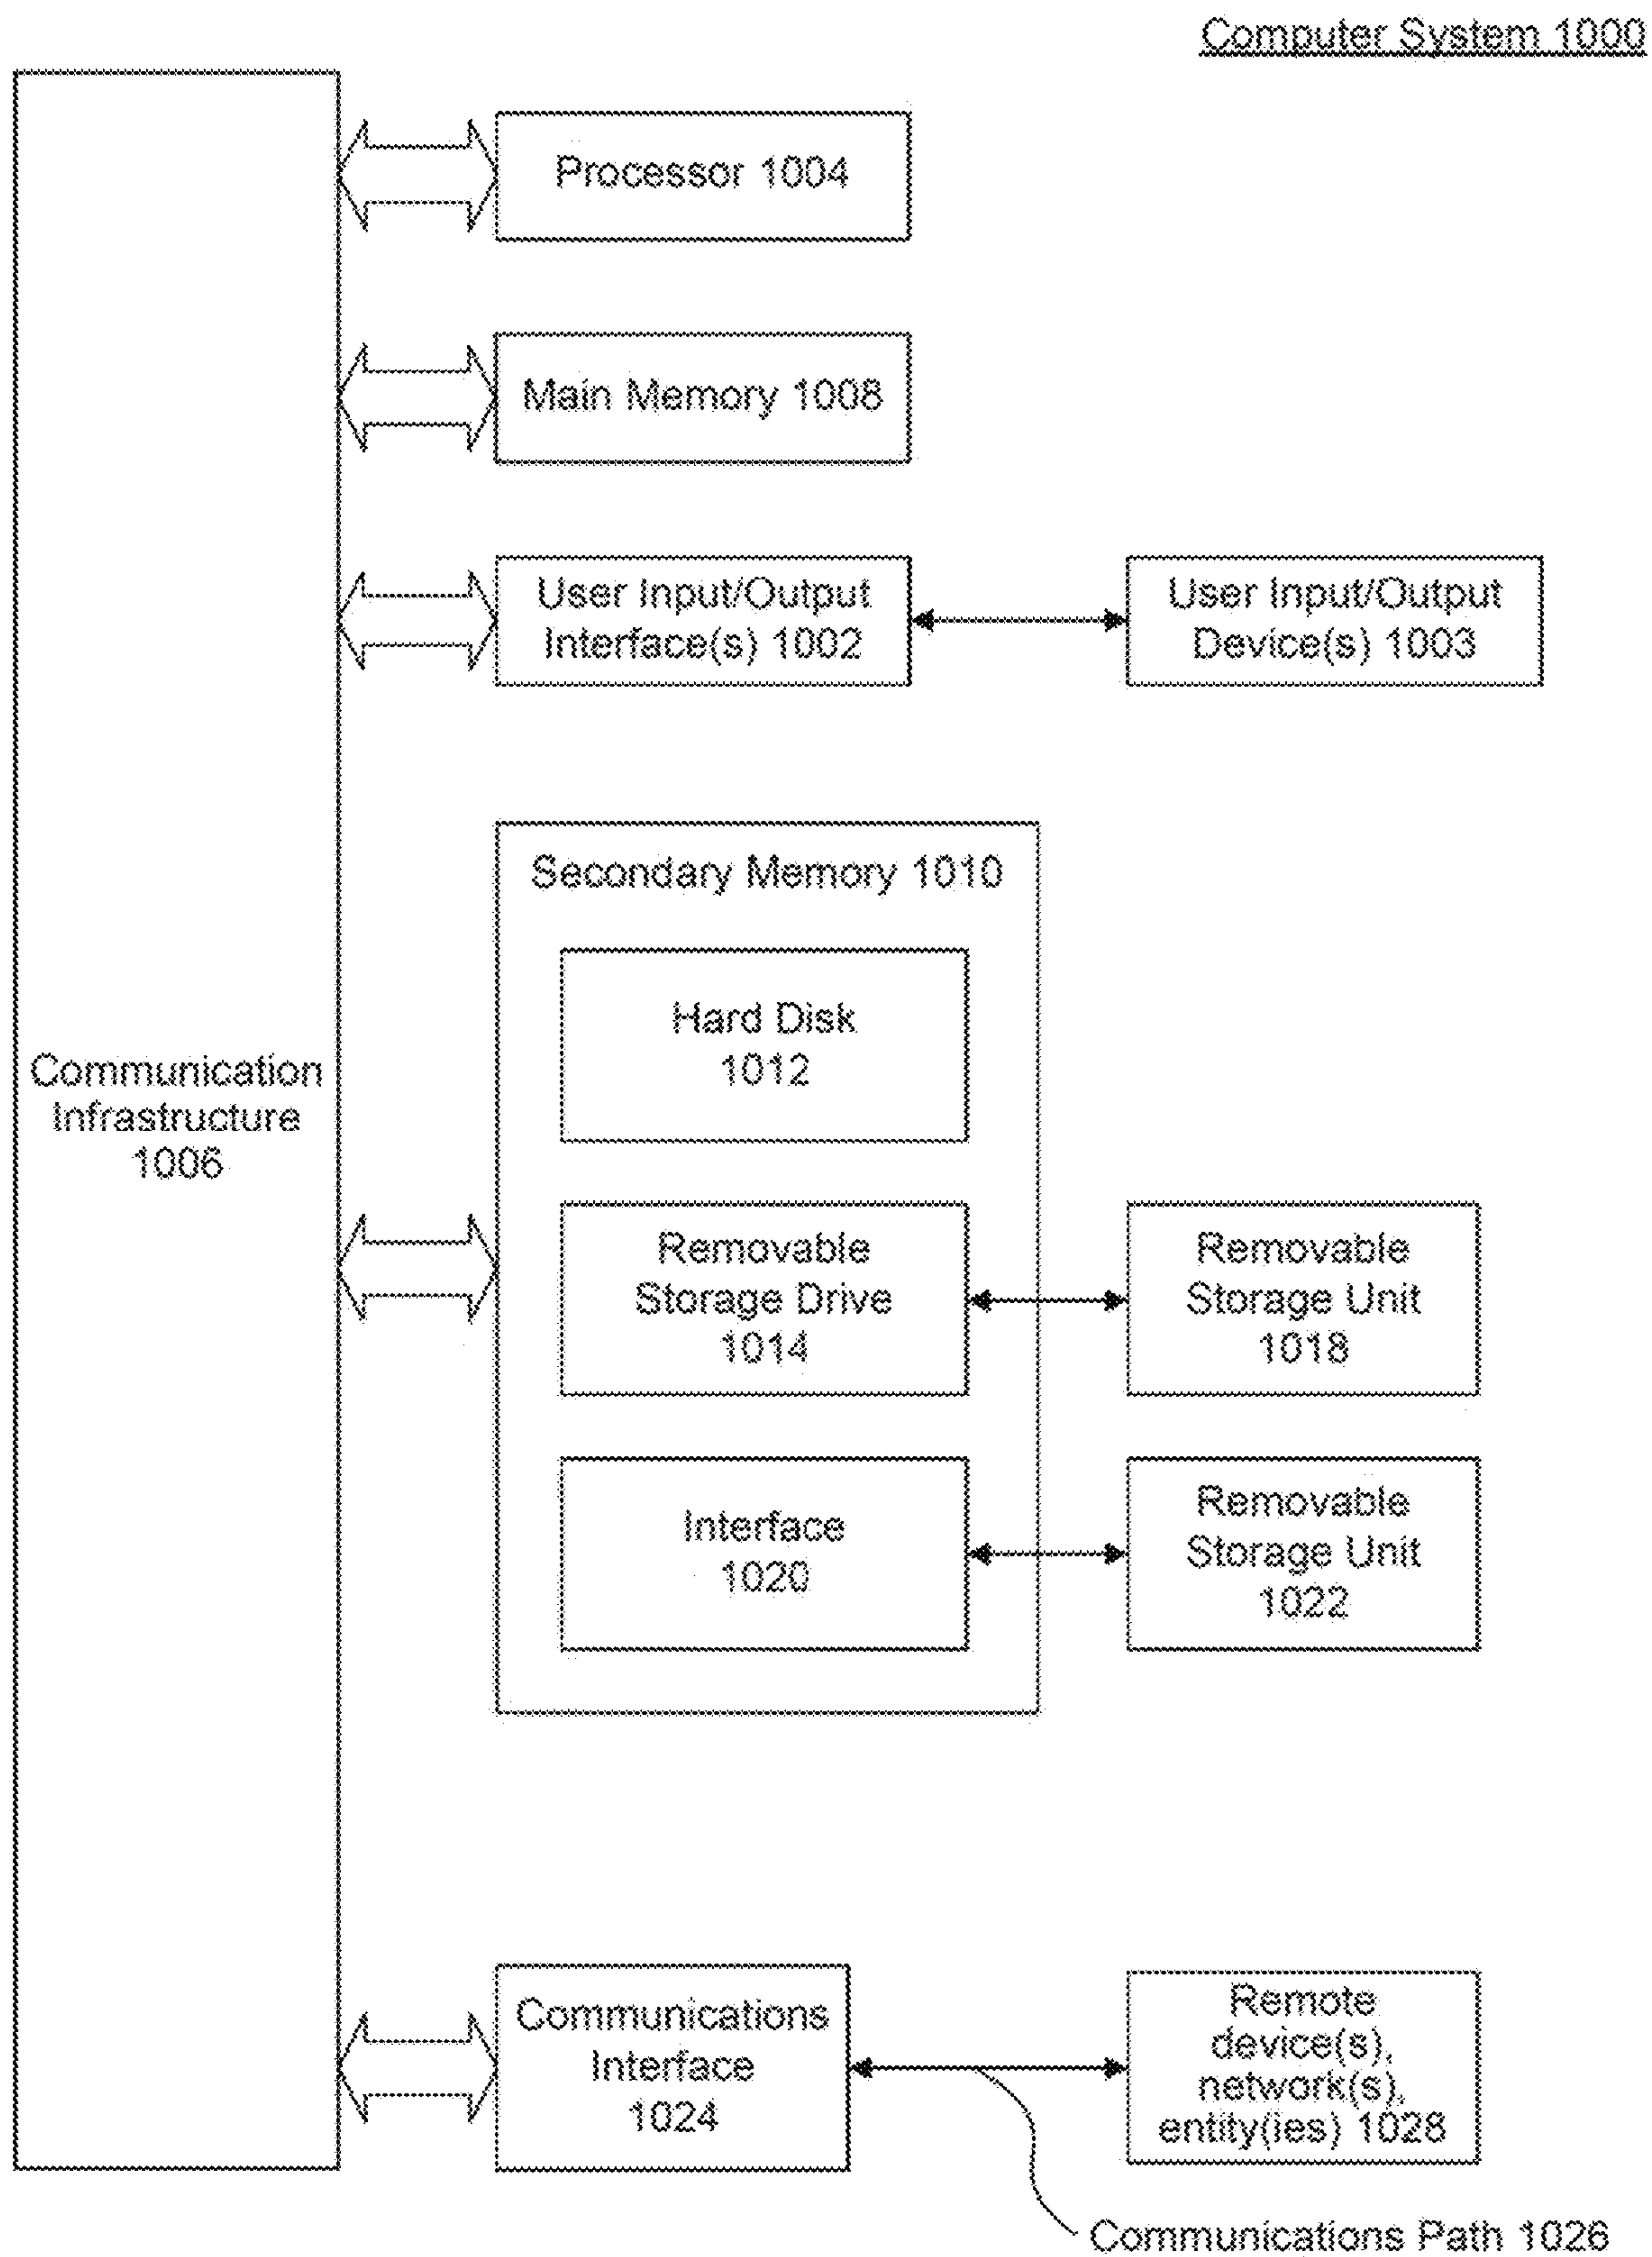 Computer System 1000
Processor 1004
Main Memory 1008
User Input/Output
Interface(s) 1002
User Input/Output
Device(s) 1003
Secondary Memory 1010
Hard Disk
1012
Communication
Infrastructure
1006
Removable
Storage Drive
1014
Removable
Storage Unit
1018
Interface
1020
Removable
Storage Unit
1022
Communications
Interface
1024
Remote
device(s),
network(s),
entity(ies) 1028
Communications Path 1026